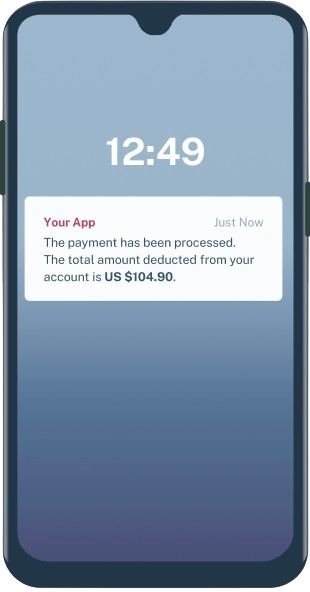 12:49
Your App Just Now
The payment has been processed.
The total amount deducted from your
account is US $104.90.